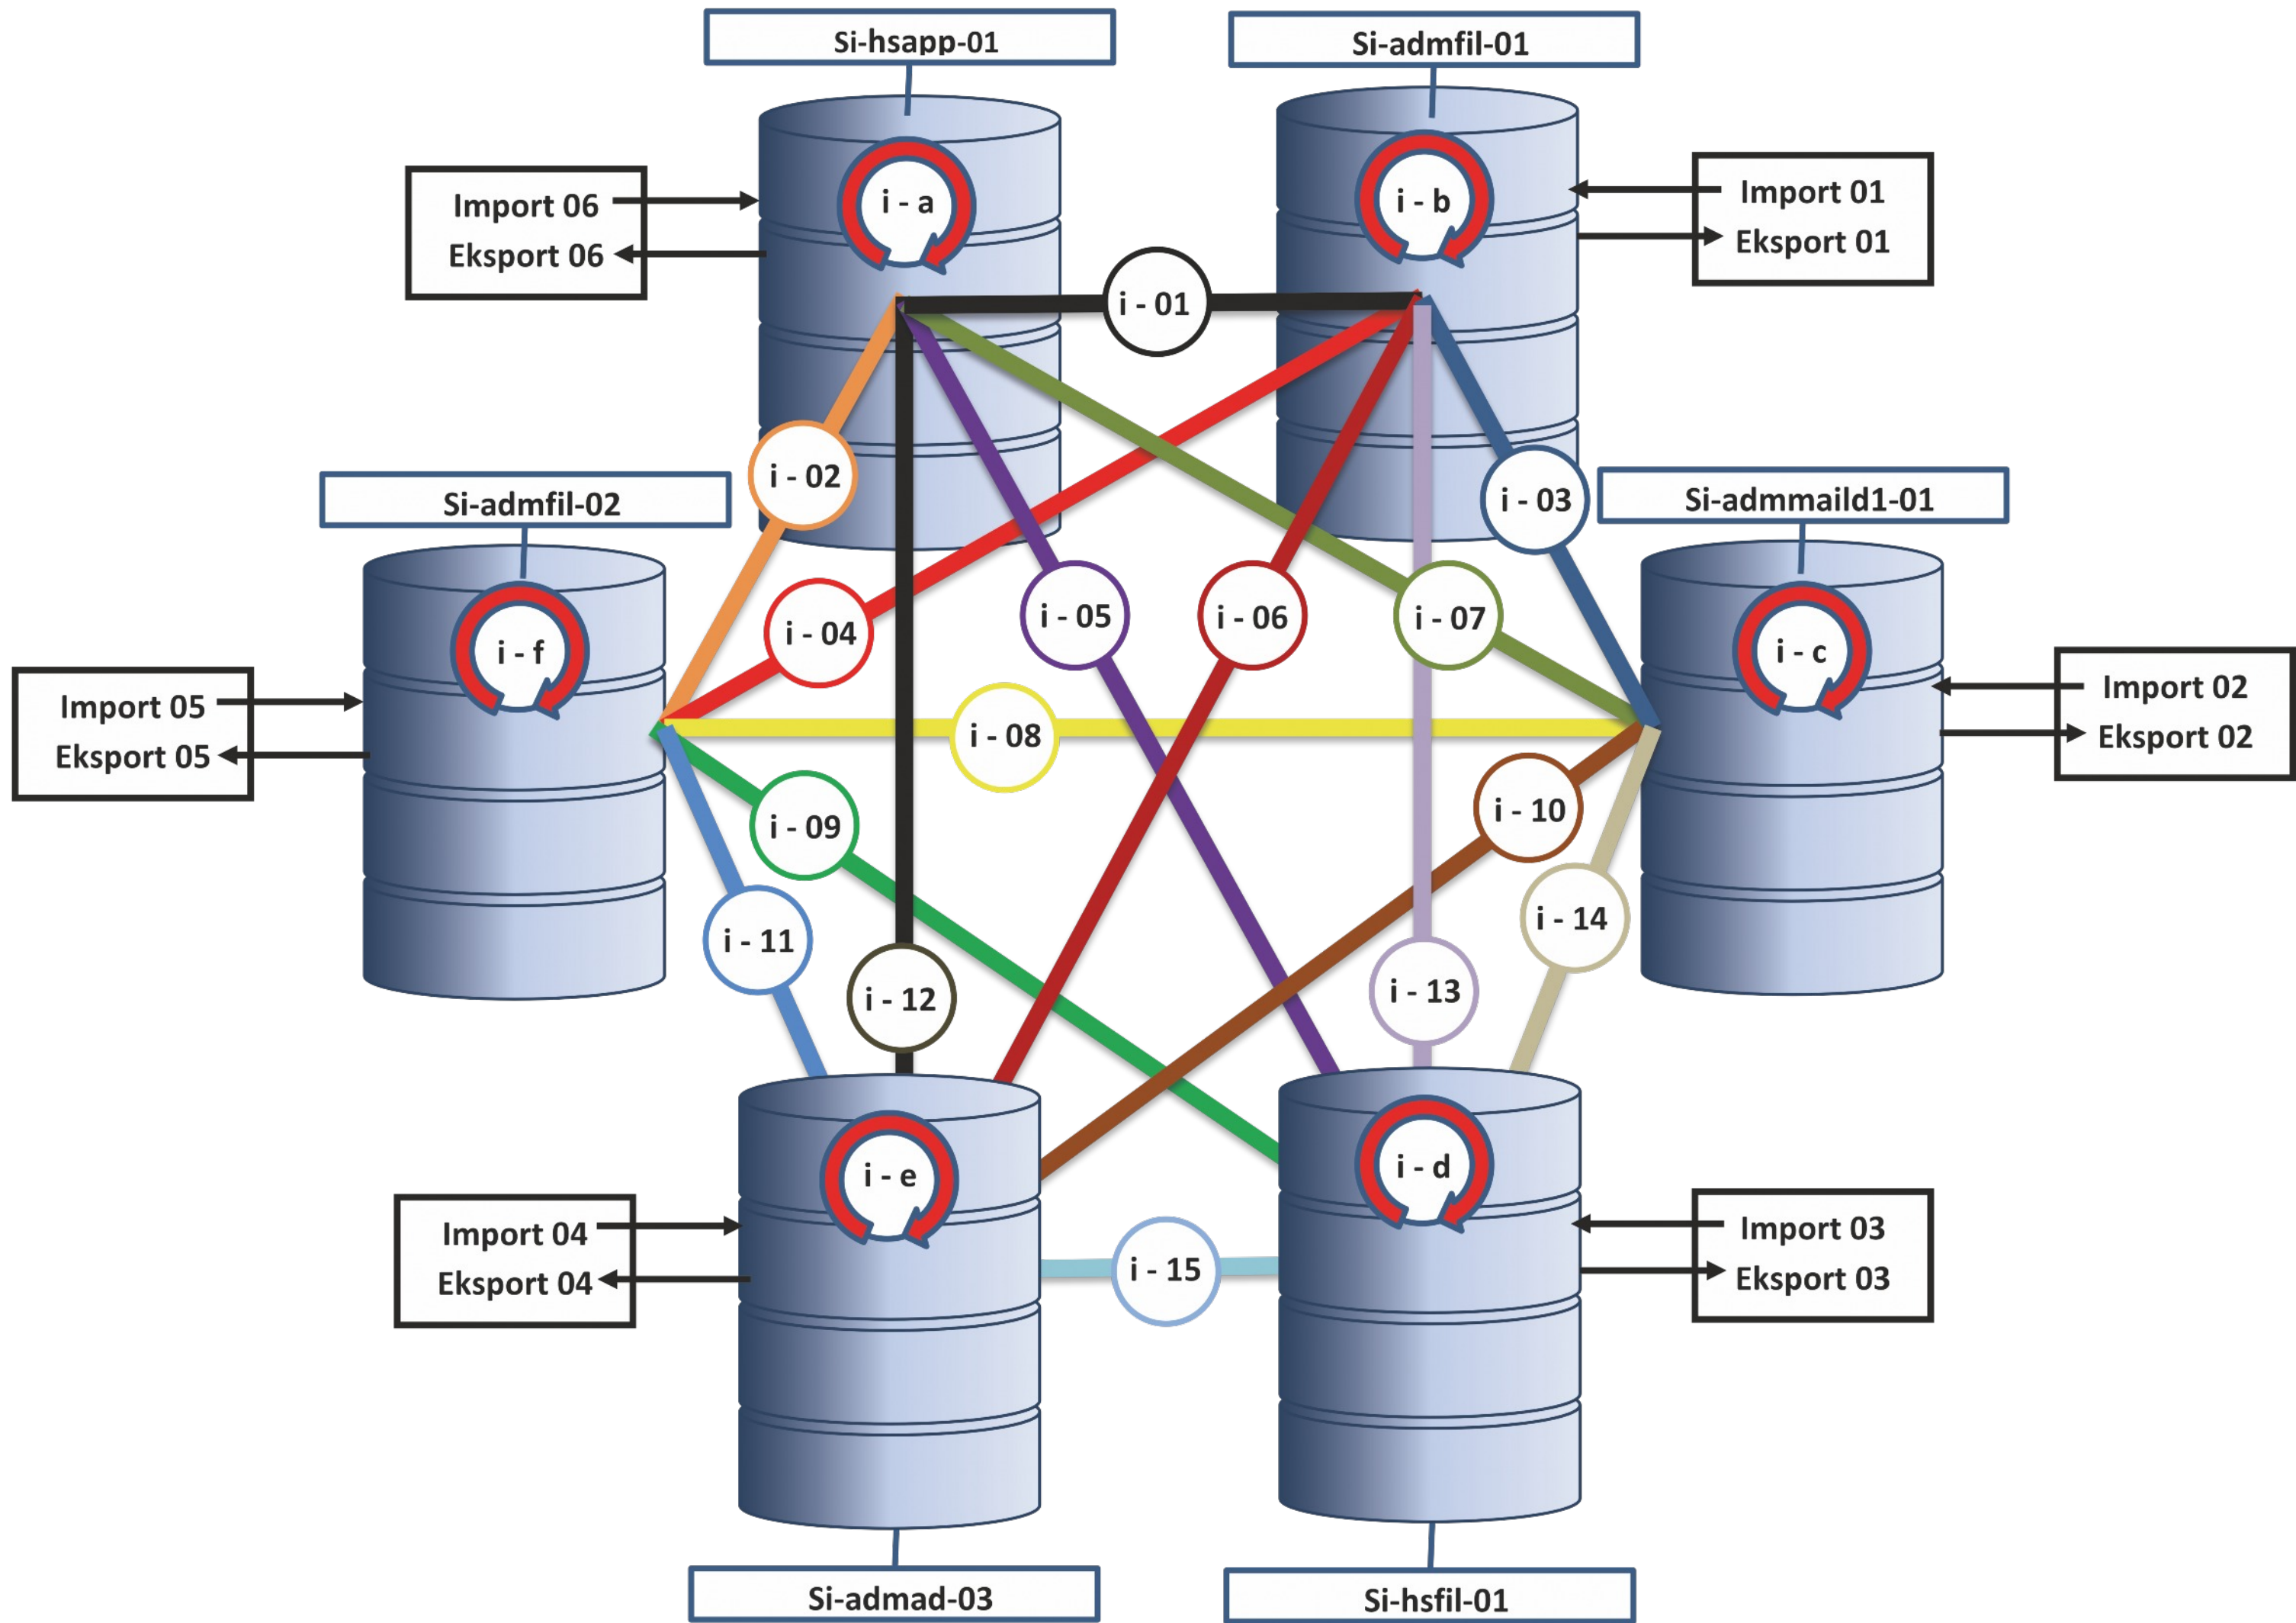 Si-hsapp-01
Si-admfil-01
Import 06
Eksport 06
i - a
i - b
Import 01
Eksport 01
i - 01
i - 02
i - 03
Si-admfil-02
Si-admmaild1-01
i - 04
i - 05
i - 06
i - 07
i - f
i - c
Import 05
Eksport 05
i - 08
Import 02
Eksport 02
i - 09
i - 10
i - 11
i - 12
i - 13
i - 14
i - e
i - d
Import 04
Eksport 04
i - 15
Import 03
Eksport 03
Si-admad-03
Si-hsfil-01